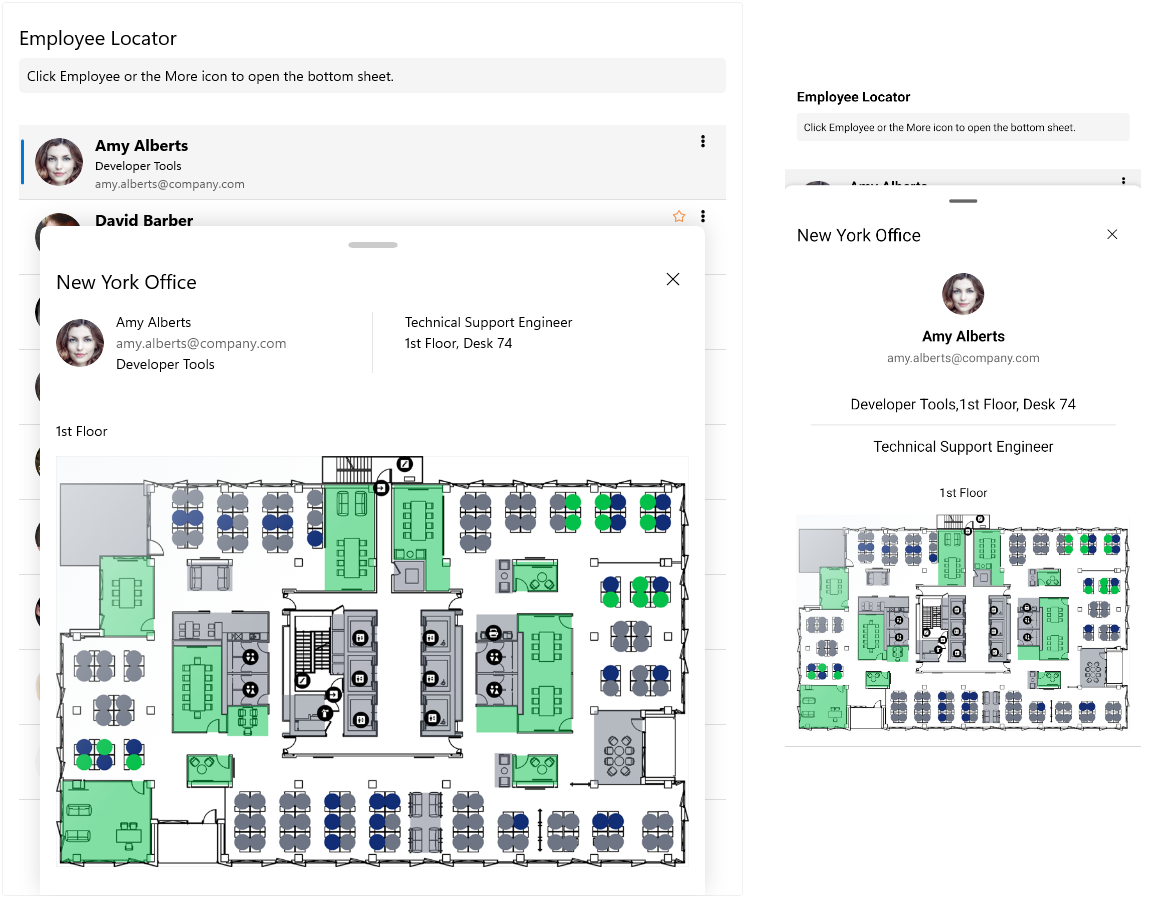 Employee Locator
Click Employee or the More icon to open the bottom sheet.
Amy Alberts
Developer Tools
amy.alberts@company.com
David Barber
New York Office
Amy Alberts
amy.alberts@company.com
Developer Tools
Technical Support Engineer
1st Floor, Desk 74
1st Floor
Employee Locator
Click Employee or the More icon to open the bottom sheet.
Amy Alberts
New York Office
Amy Alberts
amy.alberts@company.com
Developer Tools,1st Floor, Desk 74
Technical Support Engineer
1st Floor